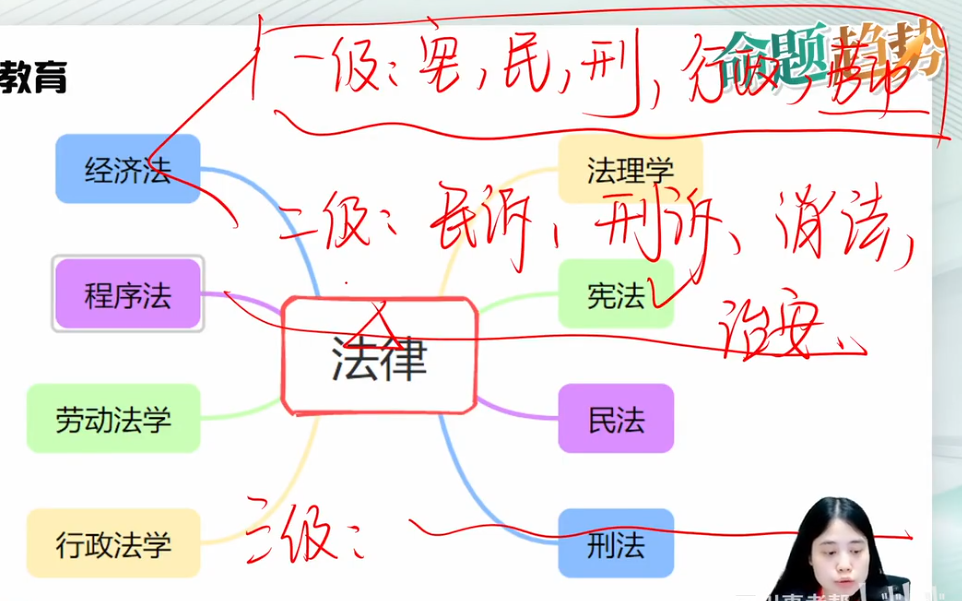 教育
命题趋势
一级：宪，民，刑，行政，劳动
经济法
法理学
二级：民诉、刑诉、消法，
治安、、
程序法
宪法
法律
劳动法学
民法
行政法学
三级：
刑法